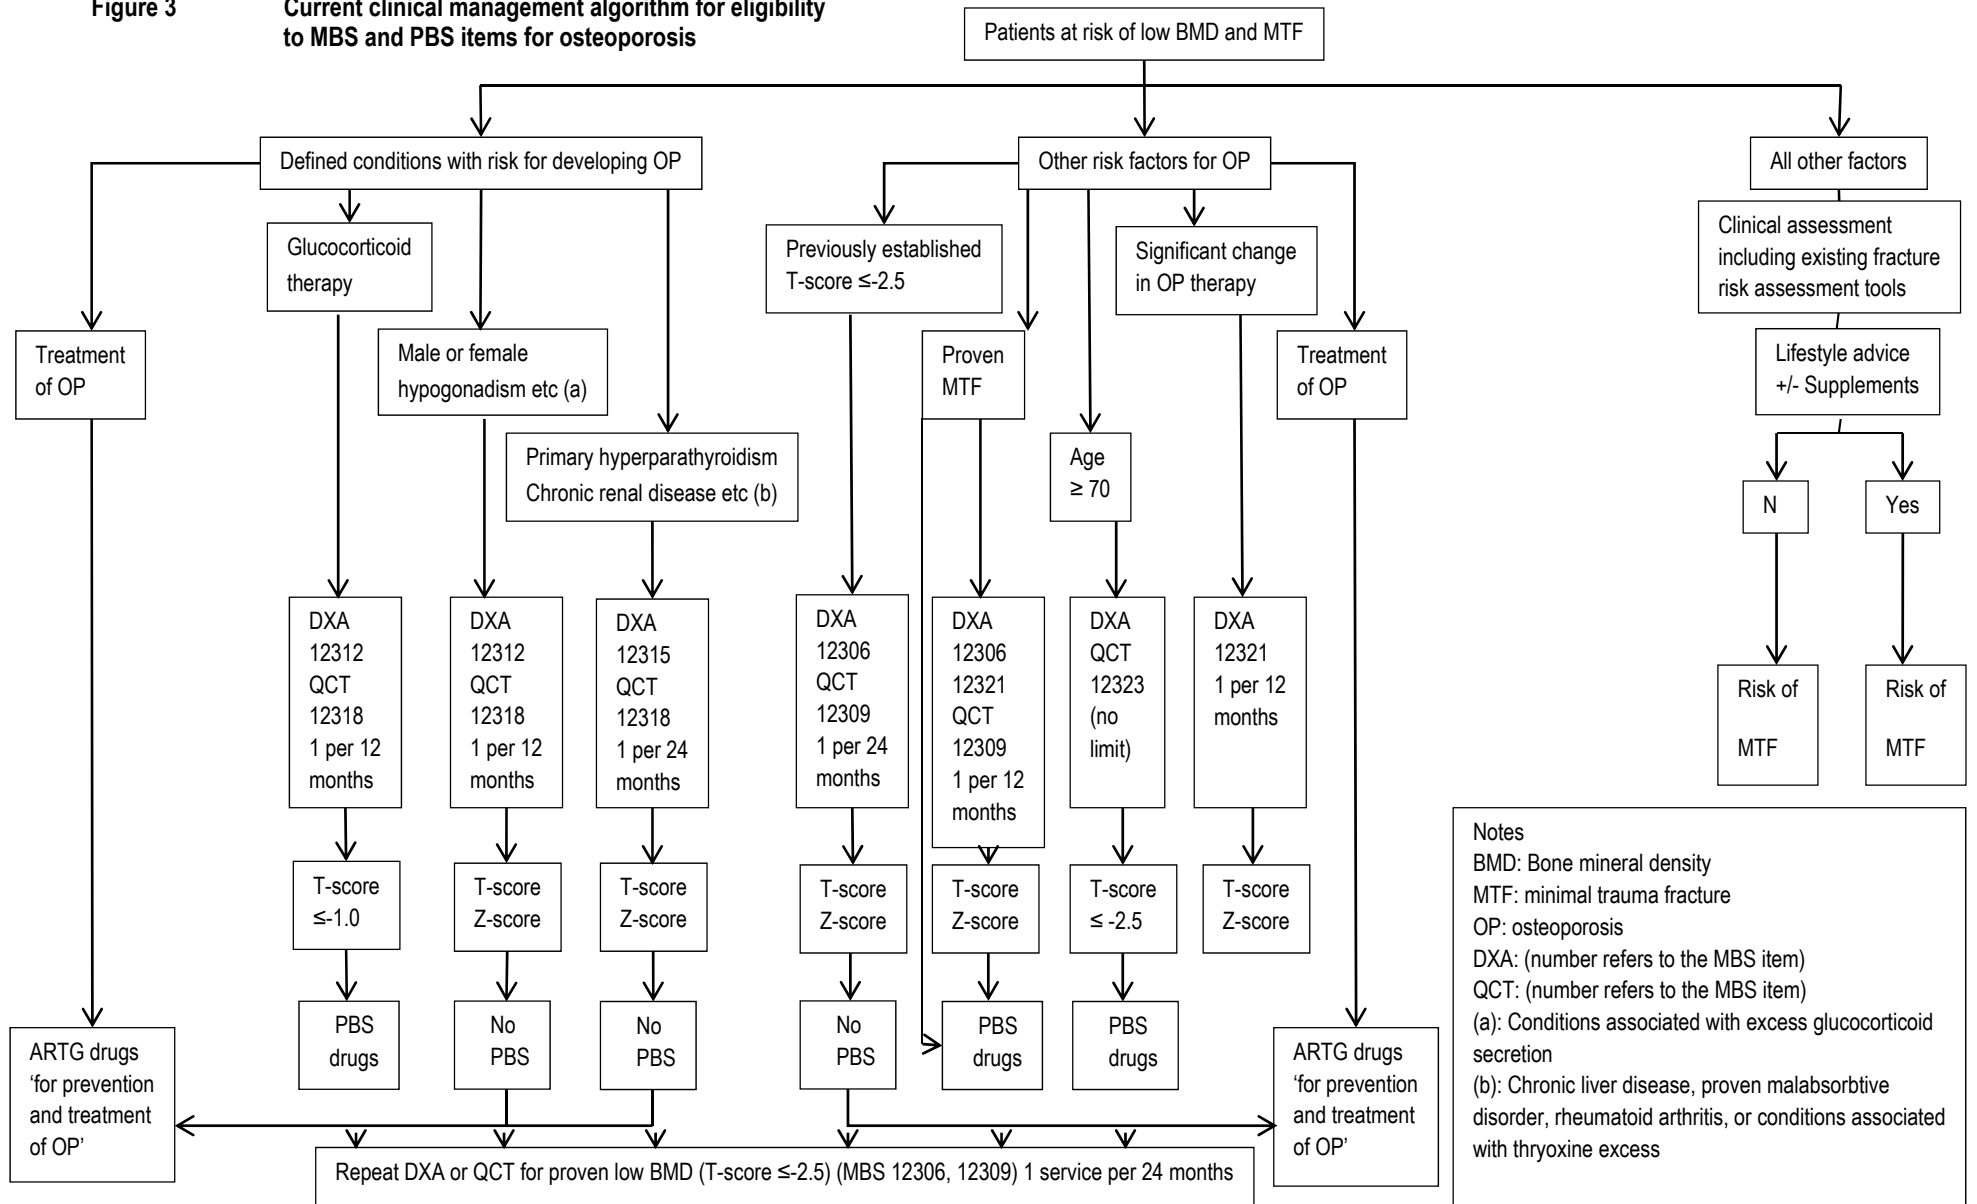 Figure 3 Current clinical management algorithm for eligibility
to MBS and PBS items for osteoporosis
Patients at risk of low BMD and MTF
Defined conditions with risk for developing OP
Other risk factors for OP
All other factors
Treatment
of OP
Glucocorticoid
therapy
Male or female
hypogonadism etc (a)
Primary hyperparathyroidism
Chronic renal disease etc (b)
Previously established
T-score ≤-2.5
Proven
MTF
Age
≥ 70
Significant change
in OP therapy
Treatment
of OP
Clinical assessment
including existing fracture
risk assessment tools
Lifestyle advice
+/- Supplements
N
Yes
DXA
12312
QCT
12318
1 per 12
months
DXA
12312
QCT
12318
1 per 12
months
DXA
12315
QCT
12318
1 per 24
months
DXA
12306
QCT
12309
1 per 24
months
DXA
12306
12321
QCT
12309
1 per 12
months
DXA
QCT
12323
(no
limit)
DXA
12321
1 per 12
months
Risk of
MTF
Risk of
MTF
T-score
≤-1.0
T-score
Z-score
T-score
Z-score
T-score
Z-score
T-score
Z-score
T-score
≤ -2.5
T-score
Z-score
PBS
drugs
No
PBS
No
PBS
No
PBS
PBS
drugs
PBS
drugs
ARTG drugs
‘for prevention
and treatment
of OP’
ARTG drugs
‘for prevention
and treatment
of OP’
Repeat DXA or QCT for proven low BMD (T-score ≤-2.5) (MBS 12306, 12309) 1 service per 24 months
Notes
BMD: Bone mineral density
MTF: minimal trauma fracture
OP: osteoporosis
DXA: (number refers to the MBS item)
QCT: (number refers to the MBS item)
(a): Conditions associated with excess glucocorticoid
secretion
(b): Chronic liver disease, proven malabsorbtive
disorder, rheumatoid arthritis, or conditions associated
with thryoxine excess